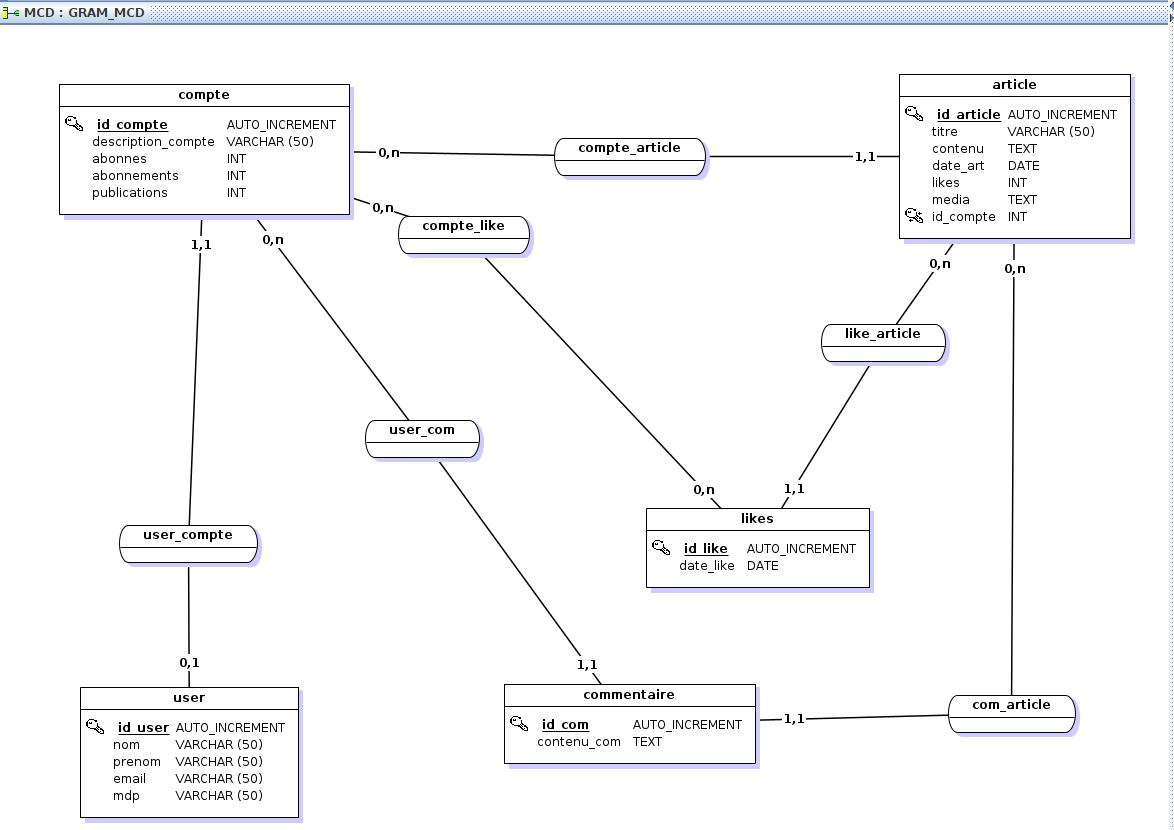 MCD : GRAM_MCD
compte
id_compte AUTO_INCREMENT
description_compte VARCHAR (50)
abonnes INT
abonnements INT
publications INT
article
id_article AUTO_INCREMENT
titre VARCHAR (50)
contenu TEXT
date_art DATE
likes INT
media TEXT
id_compte INT
0,n
compte_article
1,1
0,n
compte_like
1,1
0,n
0,n
0,n
like_article
user_com
0,n
1,1
likes
id_like AUTO_INCREMENT
date_like DATE
user_compte
0,1
1,1
user
id_user AUTO_INCREMENT
nom VARCHAR (50)
prenom VARCHAR (50)
email VARCHAR (50)
mdp VARCHAR (50)
commentaire
id_com AUTO_INCREMENT
contenu_com TEXT
1,1
com_article